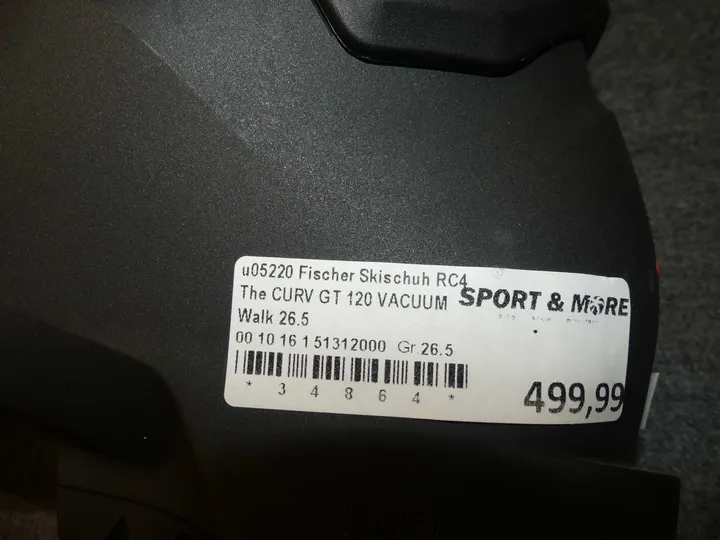 u05220 Fischer Skischuh RC4
The CURV GT 120 VACUUM
Walk 26.5
SPORT & MORE
00 10 16 1 51312000 Gr.26.5
* 3 4 8 6 4 *
499,99